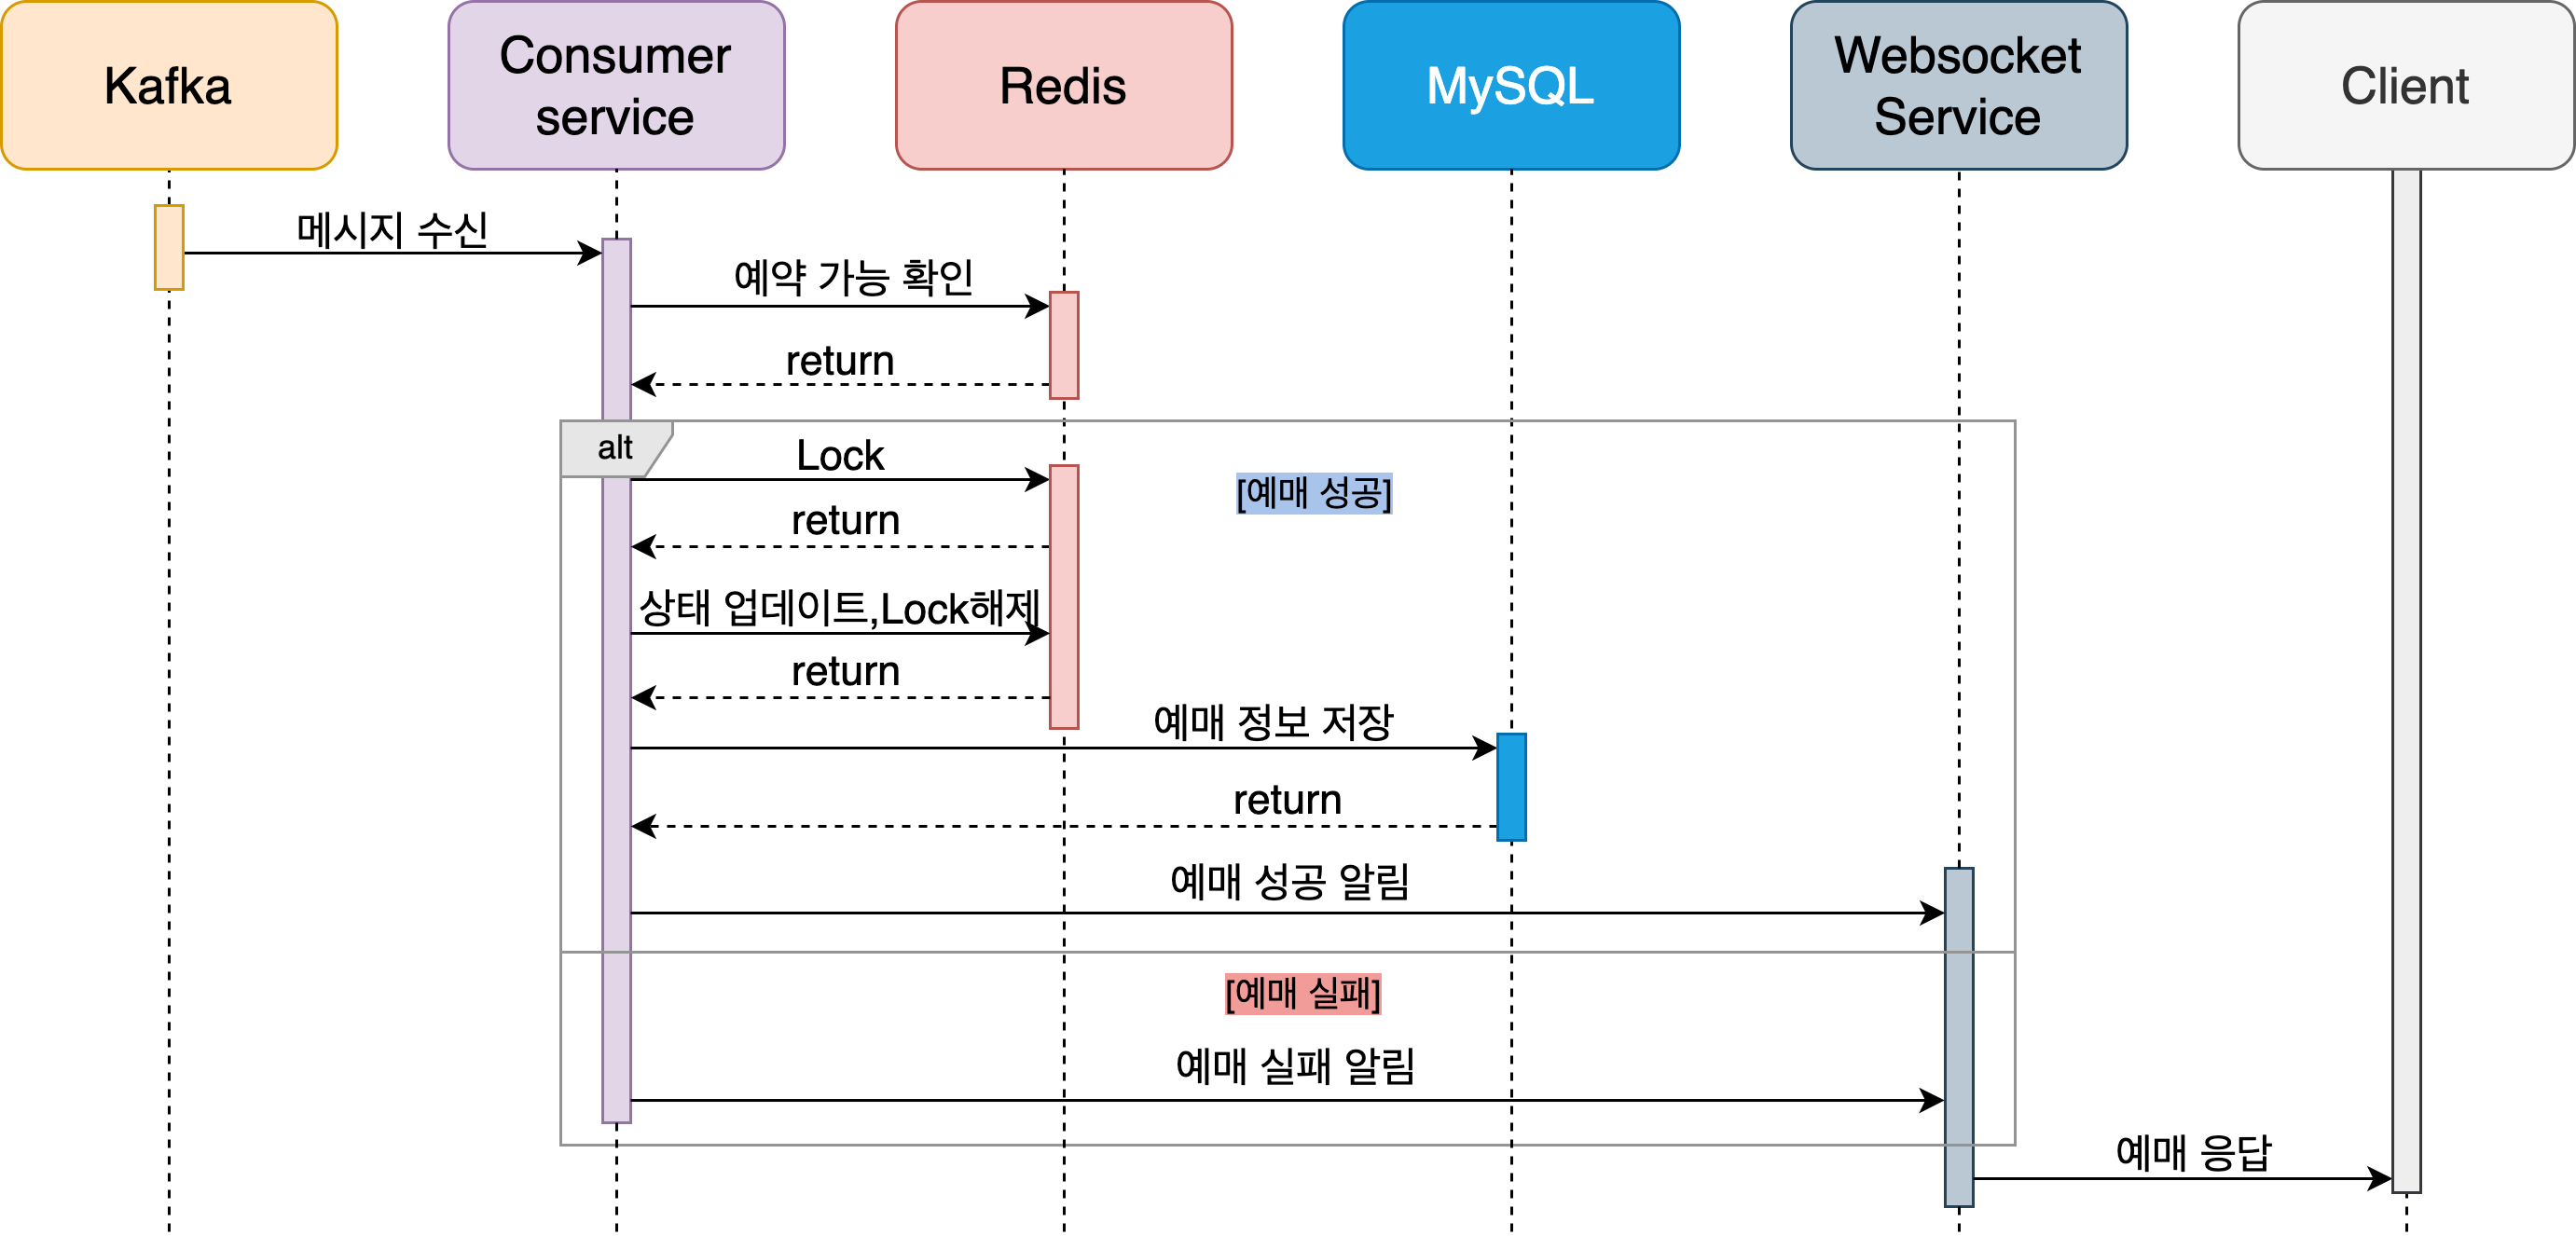 Kafka
Consumer
service
Redis
MySQL
Websocket
Service
Client
메시지 수신
예약 가능 확인
return
alt
Lock
[예매 성공]
return
상태 업데이트,Lock해제
return
예매 정보 저장
return
예매 성공 알림
[예매 실패]
예매 실패 알림
예매 응답